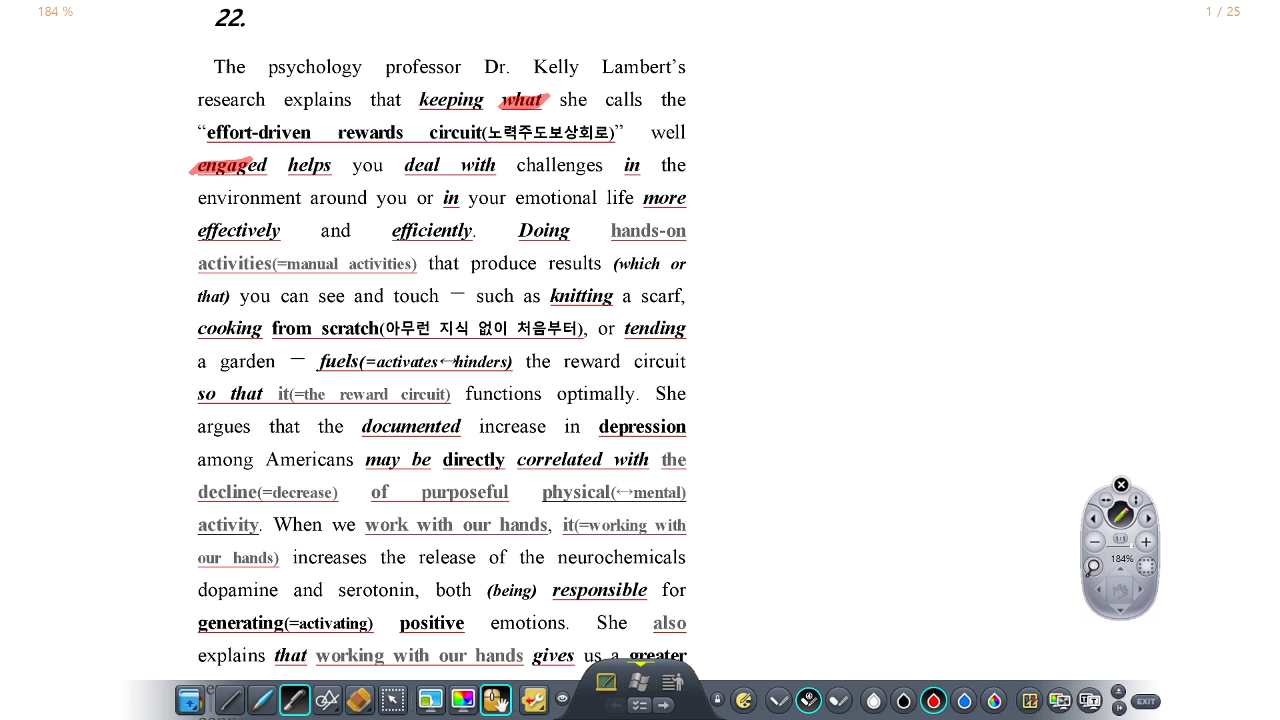 184 %
1 / 25
22.
The psychology professor Dr. Kelly Lambert's
research explains that keeping what she calls the
“effort-driven rewards circuit(노력주도보상회로)” well
engaged helps you deal with challenges in the
environment around you or in your emotional life more
effectively and efficiently. Doing hands-on
activities(=manual activities) that produce results (which or
that) you can see and touch — such as knitting a scarf,
cooking from scratch(아무런 지식 없이 처음부터), or tending
a garden — fuels(=activates↔hinders) the reward circuit
so that it(=the reward circuit) functions optimally. She
argues that the documented increase in depression
among Americans may be directly correlated with the
decline(=decrease) of purposeful physical(↔mental)
activity. When we work with our hands, it(=working with
our hands) increases the release of the neurochemicals
dopamine and serotonin, both (being) responsible for
generating(=activating) positive emotions. She also
explains that working with our hands gives us a greater
1:1
184%
EXIT